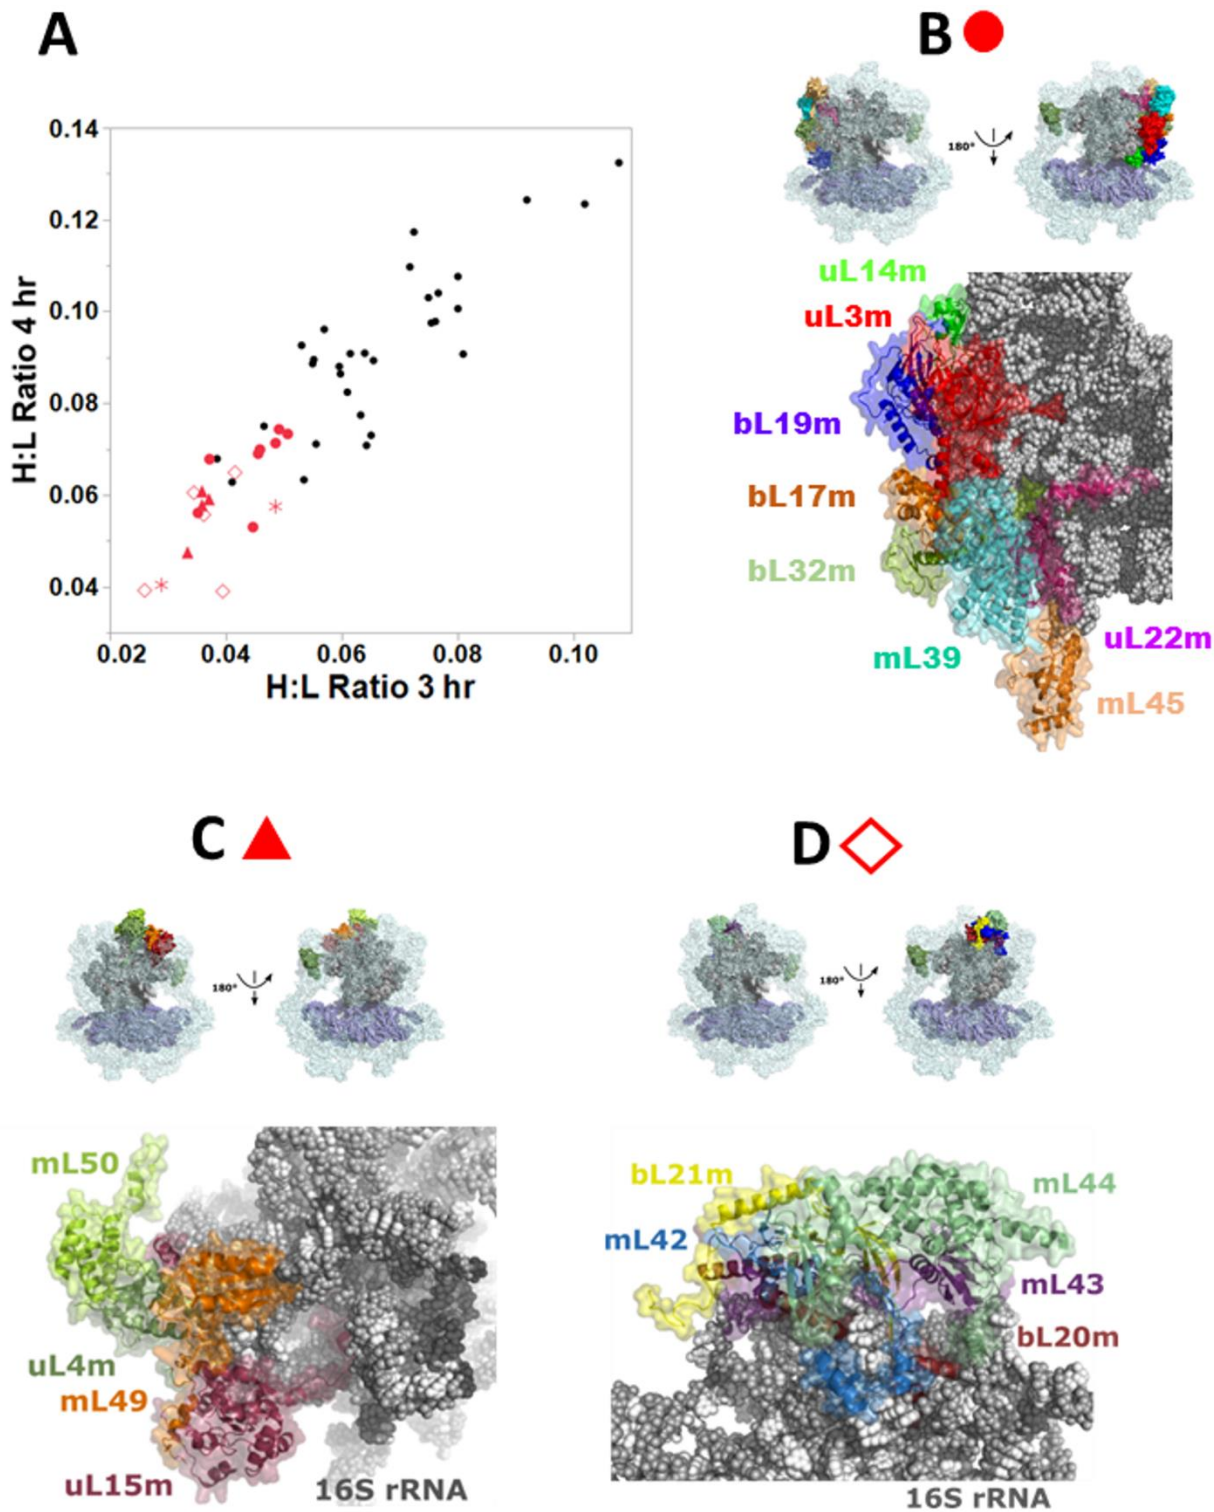 A
B
0.14
0.12
0.10
0.08
0.06
0.04
0.02
0.04
0.06
0.08
0.10
H:L Ratio 4 hr
H:L Ratio 3 hr
180°
uL14m
uL3m
bL19m
bL17m
bL32m
mL39
uL22m
mL45
C
D
180°
180°
mL50
uL4m
mL49
uL15m
16S rRNA
bL21m
mL44
mL42
mL43
bL20m
16S rRNA